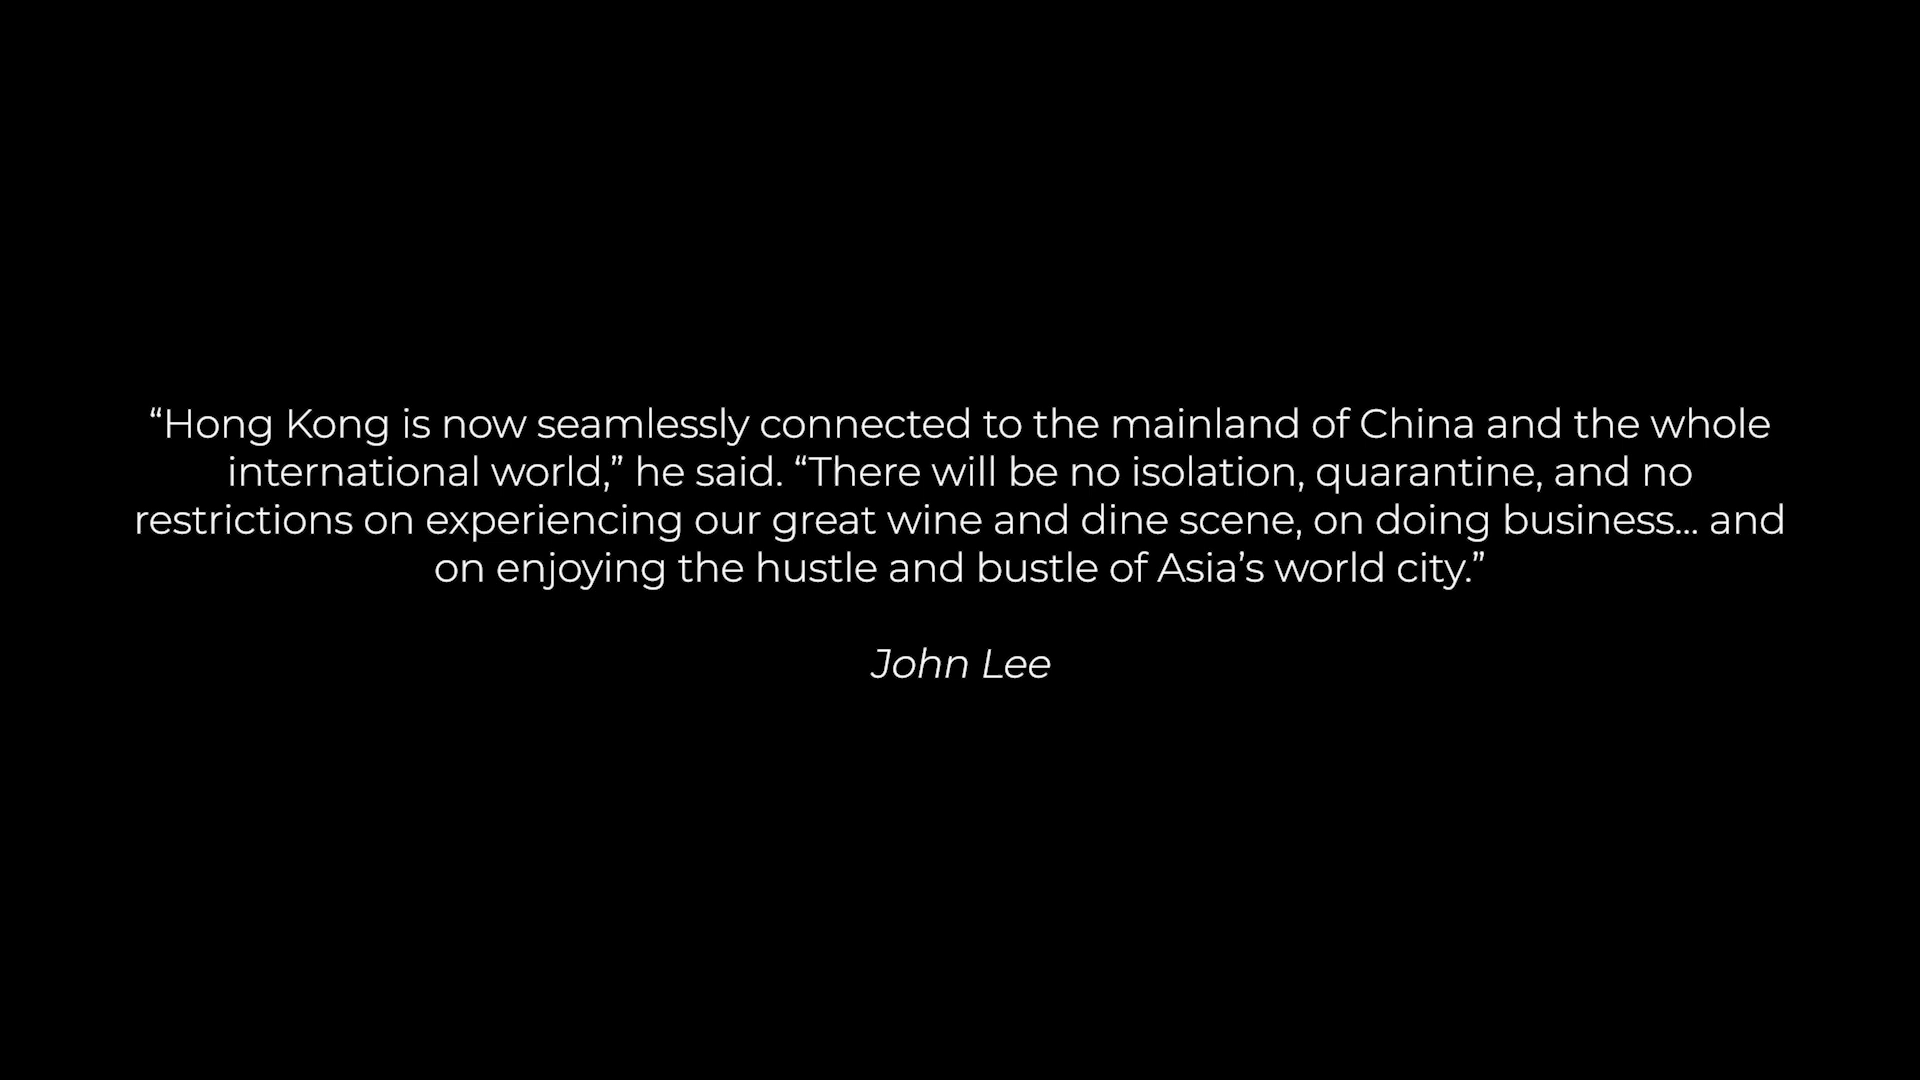 “Hong Kong is now seamlessly connected to the mainland of China and the whole
international world,” he said. “There will be no isolation, quarantine, and no
restrictions on experiencing our great wine and dine scene, on doing business... and
on enjoying the hustle and bustle of Asia’s world city.”
John Lee